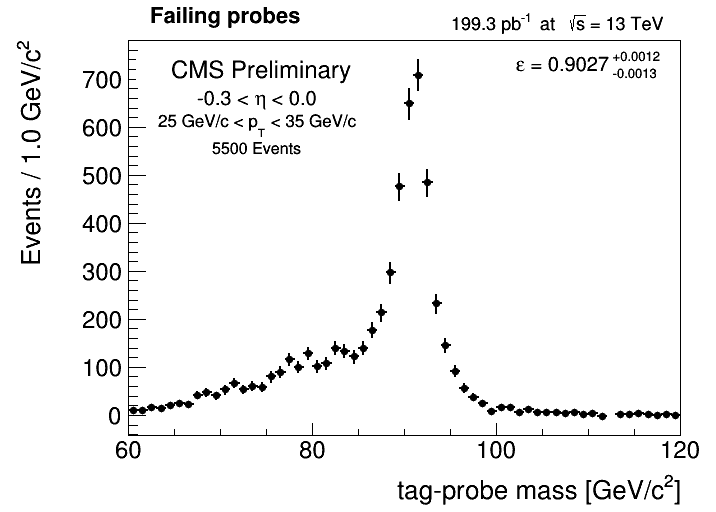 Failing probes
199.3 pb⁻¹ at √s = 13 TeV
CMS Preliminary
ε = 0.9027 +0.0012 -0.0013
-0.3 < η < 0.0
25 GeV/c < p_T < 35 GeV/c
5500 Events
Events / 1.0 GeV/c²
700
600
500
400
300
200
100
0
60 80 100 120
tag-probe mass [GeV/c²]